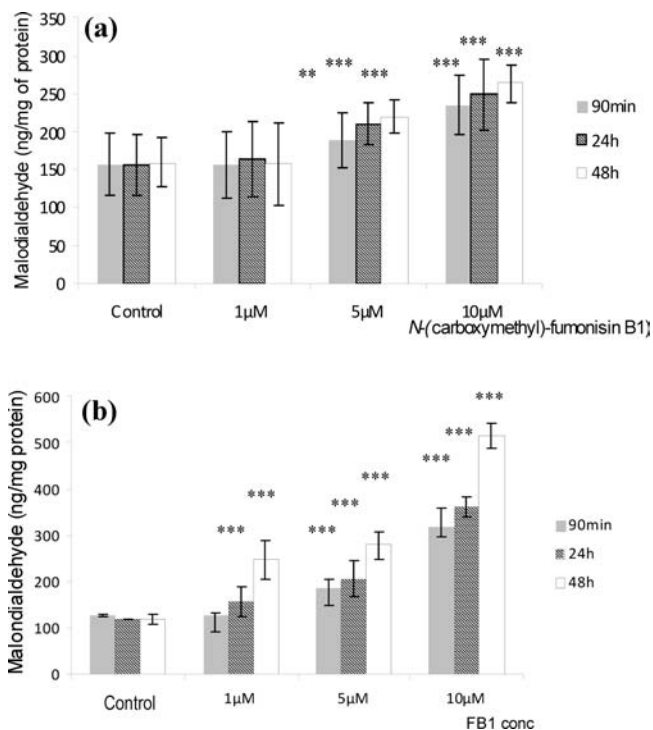 (a)
Malodialdehyde (ng/mg of protein)
350
300
250
200
150
100
50
0
** *** ***
*** *** ***
90min
24h
48h
Control 1µM 5µM 10µM
N-(carboxymethyl)-fumonisin B1)
(b)
Malondialdehyde (ng/mg protein)
600
500
400
300
200
100
0
*** ***
*** *** ***
*** *** ***
90min
24h
48h
Control 1µM 5µM 10µM
FB1 conc